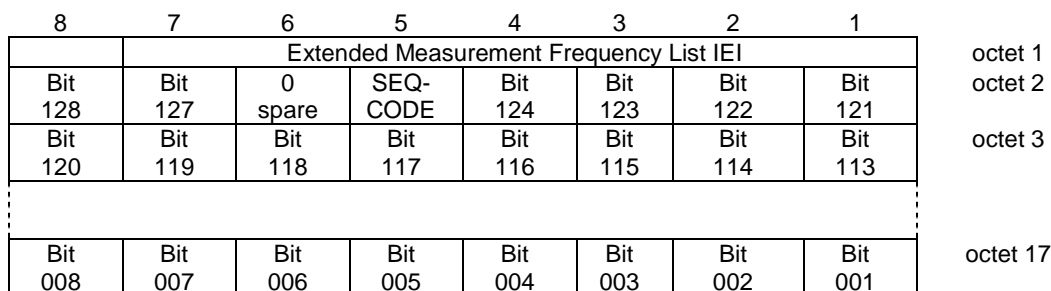 8 7 6 5 4 3 2 1
Extended Measurement Frequency List IEI octet 1
Bit Bit 0 SEQ- Bit Bit Bit Bit octet 2
128 127 spare CODE 124 123 122 121
Bit Bit Bit Bit Bit Bit Bit Bit octet 3
120 119 118 117 116 115 114 113
Bit Bit Bit Bit Bit Bit Bit Bit octet 17
008 007 006 005 004 003 002 001